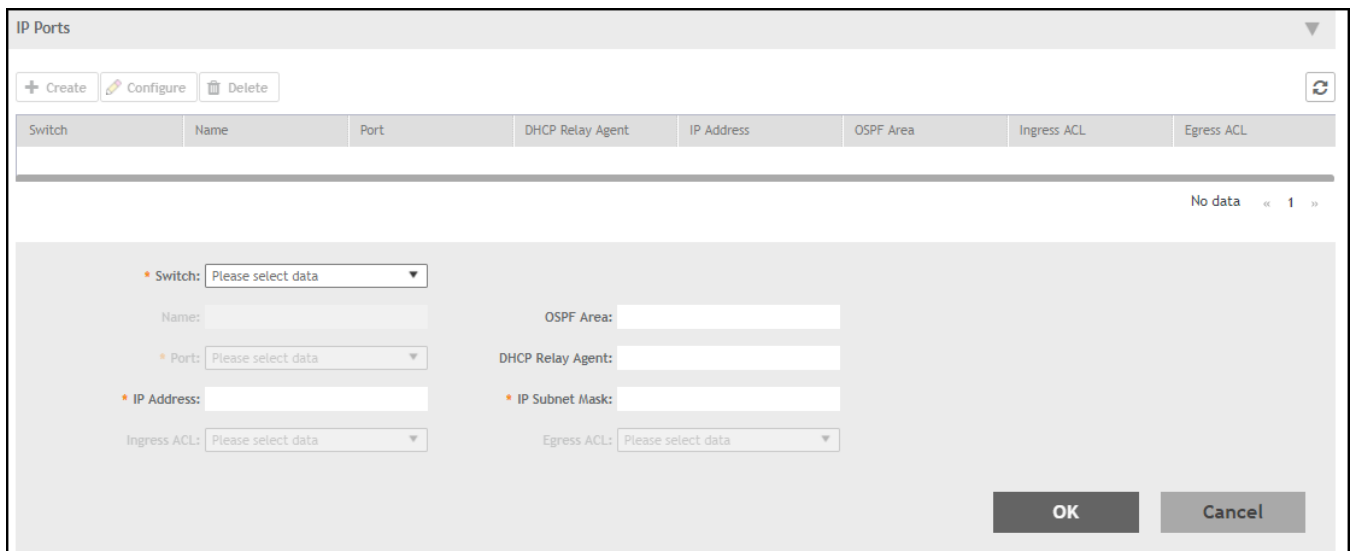 IP Ports
Create Configure Delete
Switch Name Port DHCP Relay Agent IP Address OSPF Area Ingress ACL Egress ACL
No data « 1 »
* Switch: Please select data
Name: OSPF Area:
* Port: Please select data DHCP Relay Agent:
* IP Address: * IP Subnet Mask:
Ingress ACL: Please select data Egress ACL: Please select data
OK Cancel